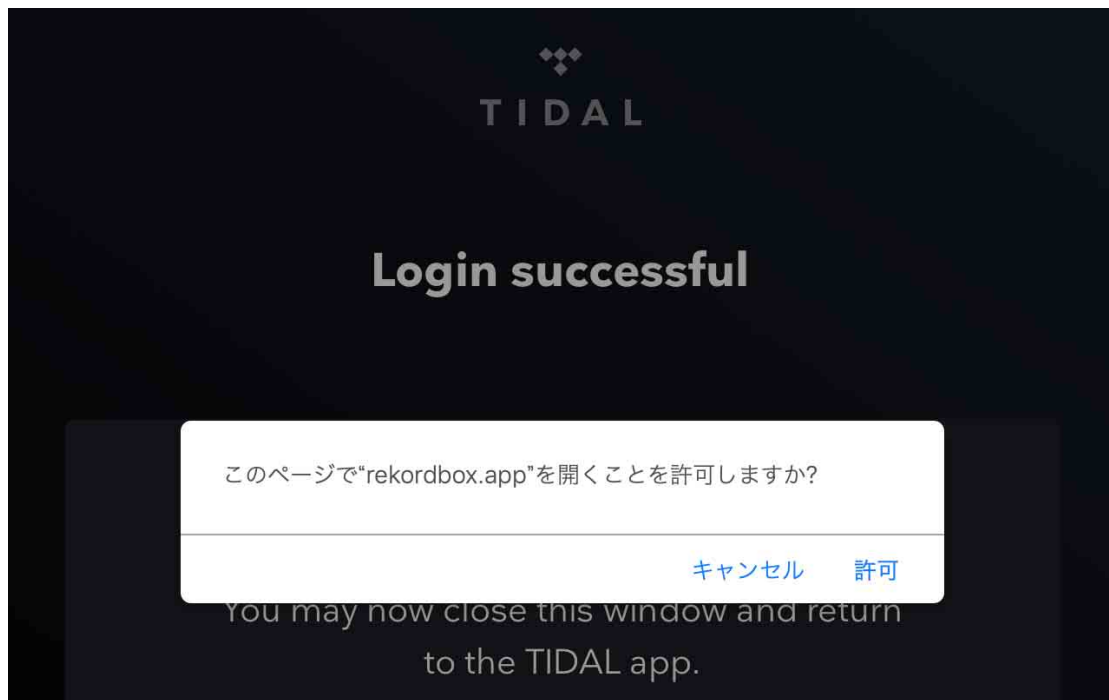 TIDAL
Login successful
このページで“rekordbox.app”を開くことを許可しますか?
キャンセル 許可
You may now close this window and return
to the TIDAL app.